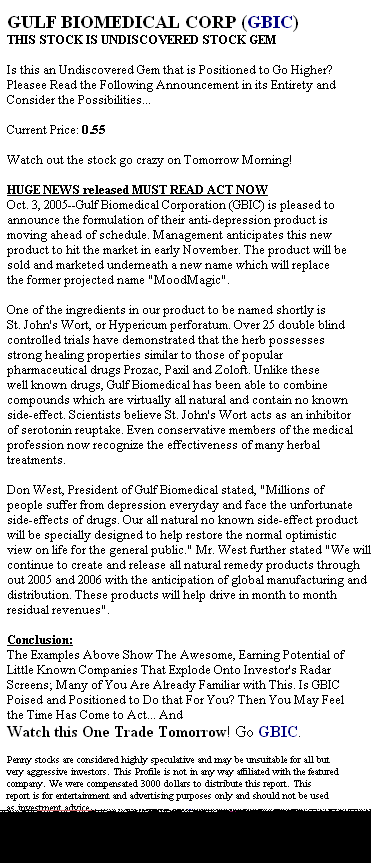 GULF BIOMEDICAL CORP (GBIC)
THIS STOCK IS UNDISCOVERED STOCK GEM
Is this an Undiscovered Gem that is Positioned to Go Higher?
Pleasee Read the Following Announcement in its Entirety and
Consider the Possibilities...
Current Price: 0.55
Watch out the stock go crazy on Tomorrow Morning!
HUGE NEWS released MUST READ ACT NOW
Oct. 3, 2005--Gulf Biomedical Corporation (GBIC) is pleased to
announce the formulation of their anti-depression product is
moving ahead of schedule. Management anticipates this new
product to hit the market in early November. The product will be
sold and marketed underneath a new name which will replace
the former projected name "MoodMagic".
One of the ingredients in our product to be named shortly is
St. John's Wort, or Hypericum perforatum. Over 25 double blind
controlled trials have demonstrated that the herb possesses
strong healing properties similar to those of popular
pharmaceutical drugs Prozac, Paxil and Zoloft. Unlike these
well known drugs, Gulf Biomedical has been able to combine
compounds which are virtually all natural and contain no known
side-effect. Scientists believe St. John's Wort acts as an inhibitor
of serotonin reuptake. Even conservative members of the medical
profession now recognize the effectiveness of many herbal
treatments.
Don West, President of Gulf Biomedical stated, "Millions of
people suffer from depression everyday and face the unfortunate
side-effects of drugs. Our all natural no known side-effect product
will be specially designed to help restore the normal optimistic
view on life for the general public." Mr. West further stated "We will
continue to create and release all natural remedy products through
out 2005 and 2006 with the anticipation of global manufacturing and
distribution. These products will help drive in month to month
residual revenues".
Conclusion:
The Examples Above Show The Awesome, Earning Potential of
Little Known Companies That Explode Onto Investor's Radar
Screens; Many of You Are Already Familiar with This. Is GBIC
Poised and Positioned to Do that For You? Then You May Feel
the Time Has Come to Act... And
Watch this One Trade Tomorrow! Go GBIC.
Penny stocks are considered highly speculative and may be unsuitable for all but
very aggressive investors. This Profile is not in any way affiliated with the featured
company. We were compensated 3000 dollars to distribute this report. This
report is for entertainment and advertising purposes only and should not be used
as investment advice.